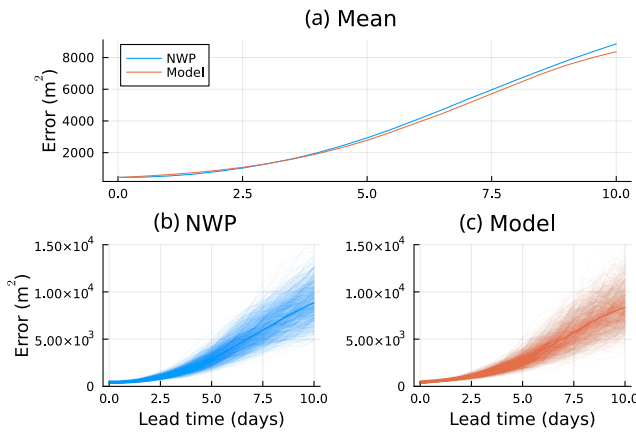 (a) Mean
Error (m²)
8000
6000
4000
2000
NWP
Model
0.0 2.5 5.0 7.5 10.0
(b) NWP
Error (m²)
1.50×10⁴
1.00×10⁴
5.00×10³
0
0.0 2.5 5.0 7.5 10.0
Lead time (days)
(c) Model
1.50×10⁴
1.00×10⁴
5.00×10³
0
0.0 2.5 5.0 7.5 10.0
Lead time (days)